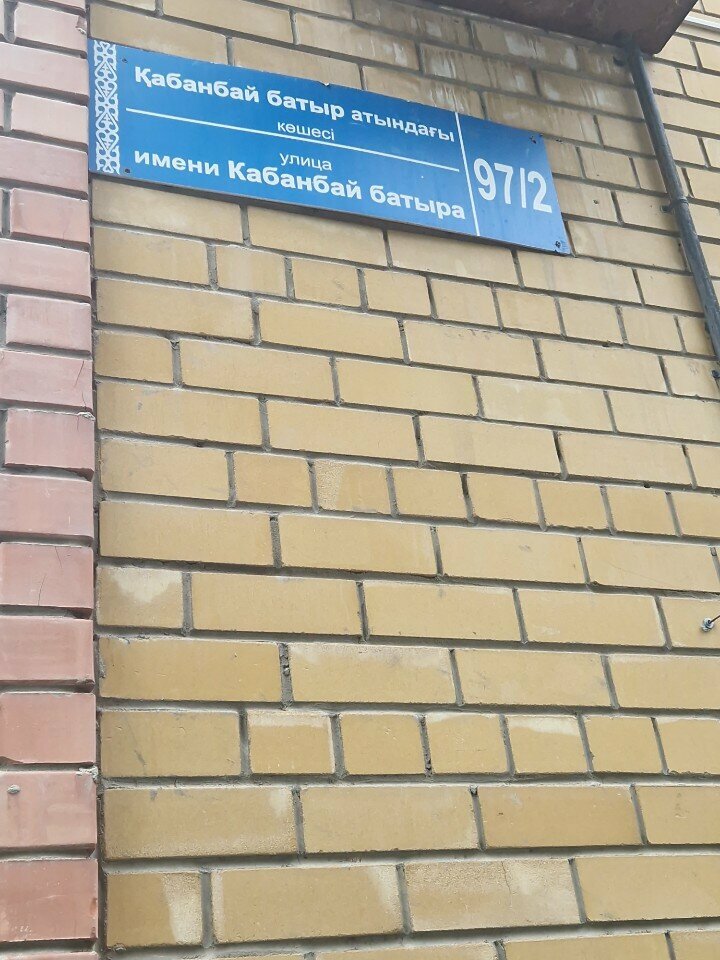 Қабанбай батыр атындағы
көшесі
улица
имени Кабанбай батыра
97/2